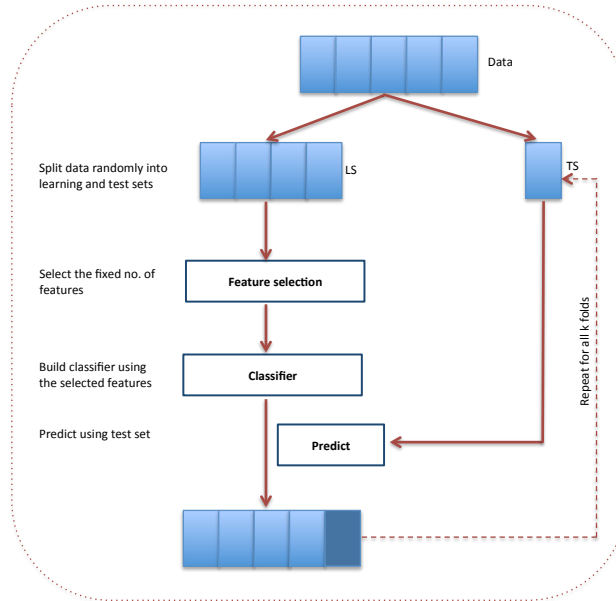 Data
Split data randomly into
learning and test sets
LS
TS
Select the fixed no. of
features
Feature selection
Build classifier using
the selected features
Classifier
Repeat for all k folds
Predict using test set
Predict